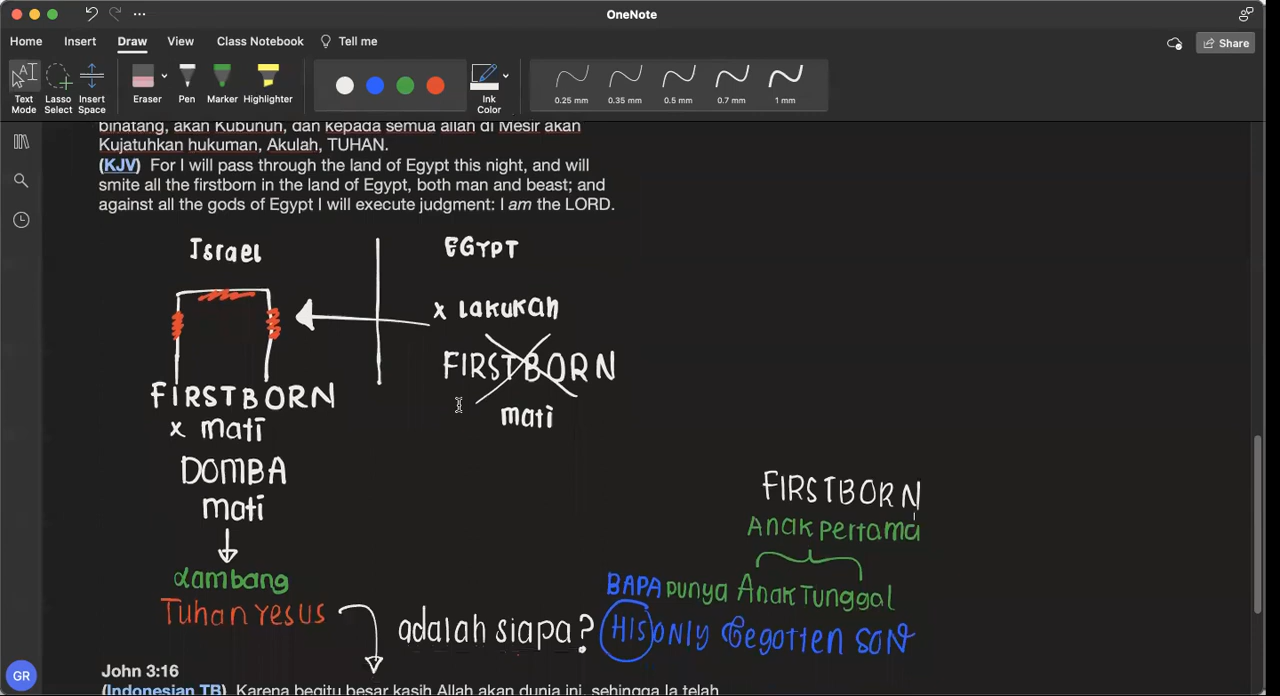 OneNote
Home Insert Draw View Class Notebook Tell me
Share
Text Mode
Lasso Select
Insert Space
Eraser
Pen
Marker
Highlighter
Ink Color
0.25 mm
0.35 mm
0.5 mm
0.7 mm
1 mm
binatang, akan Kubunuh, dan kepada semua allah di Mesir akan
Kujatuhkan hukuman, Akulah, TUHAN.
(KJV) For I will pass through the land of Egypt this night, and will
smite all the firstborn in the land of Egypt, both man and beast; and
against all the gods of Egypt I will execute judgment: I am the LORD.
Israel
EGYPT
x Lakukan
FIRSTBORN
mati
FIRSTBORN
x mati
DOMBA
mati
Lambang
Tuhan Yesus
adalah siapa?
FIRSTBORN
Anak Pertama
BAPA Punya Anak Tunggal
HIS ONLY Begotten SON
GR
John 3:16
(Indonesian TB) Karena begitu besar kasih Allah akan dunia ini, sehingga Ia telah